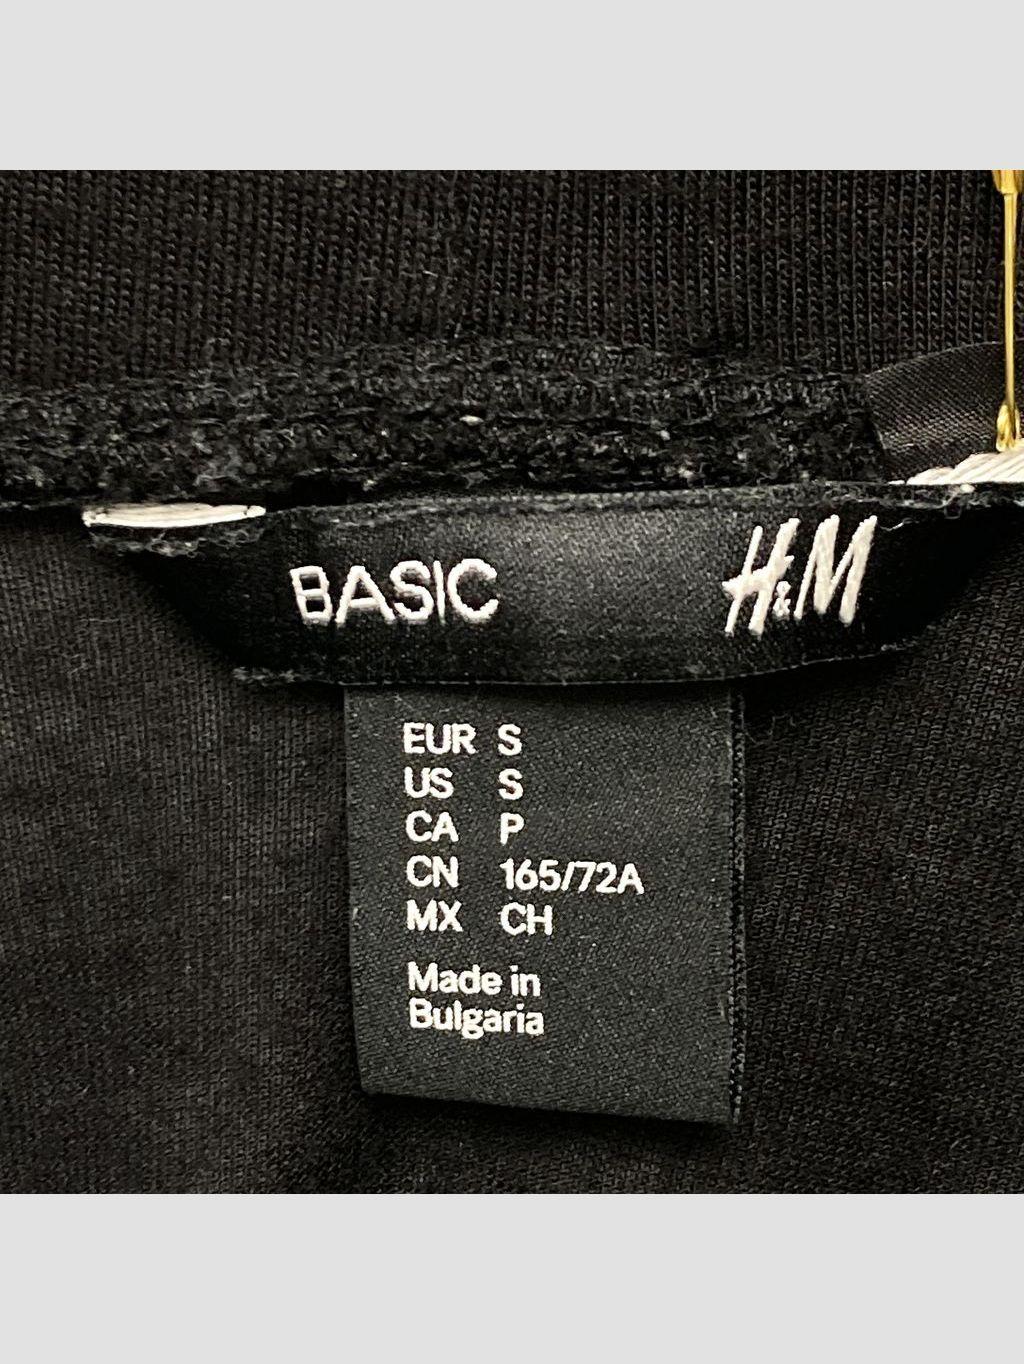 BASIC H&M
EUR S
US S
CA P
CN 165/72A
MX CH
Made in
Bulgaria